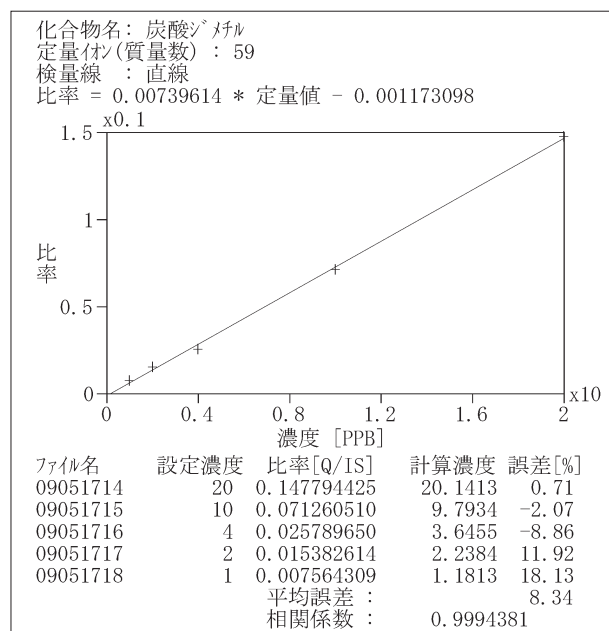 化合物名: 炭酸ｼﾞﾒﾁﾙ
定量ｲｵﾝ(質量数) : 59
検量線 : 直線
比率 = 0.00739614 * 定量値 - 0.001173098
x0.1
1.5
1
0.5
0
比率
0 0.4 0.8 1.2 1.6 2
x10
濃度 [PPB]
ﾌｧｲﾙ名 設定濃度 比率[Q/IS] 計算濃度 誤差[%]
09051714 20 0.147794425 20.1413 0.71
09051715 10 0.071260510 9.7934 -2.07
09051716 4 0.025789650 3.6455 -8.86
09051717 2 0.015382614 2.2384 11.92
09051718 1 0.007564309 1.1813 18.13
平均誤差 : 8.34
相関係数 : 0.9994381